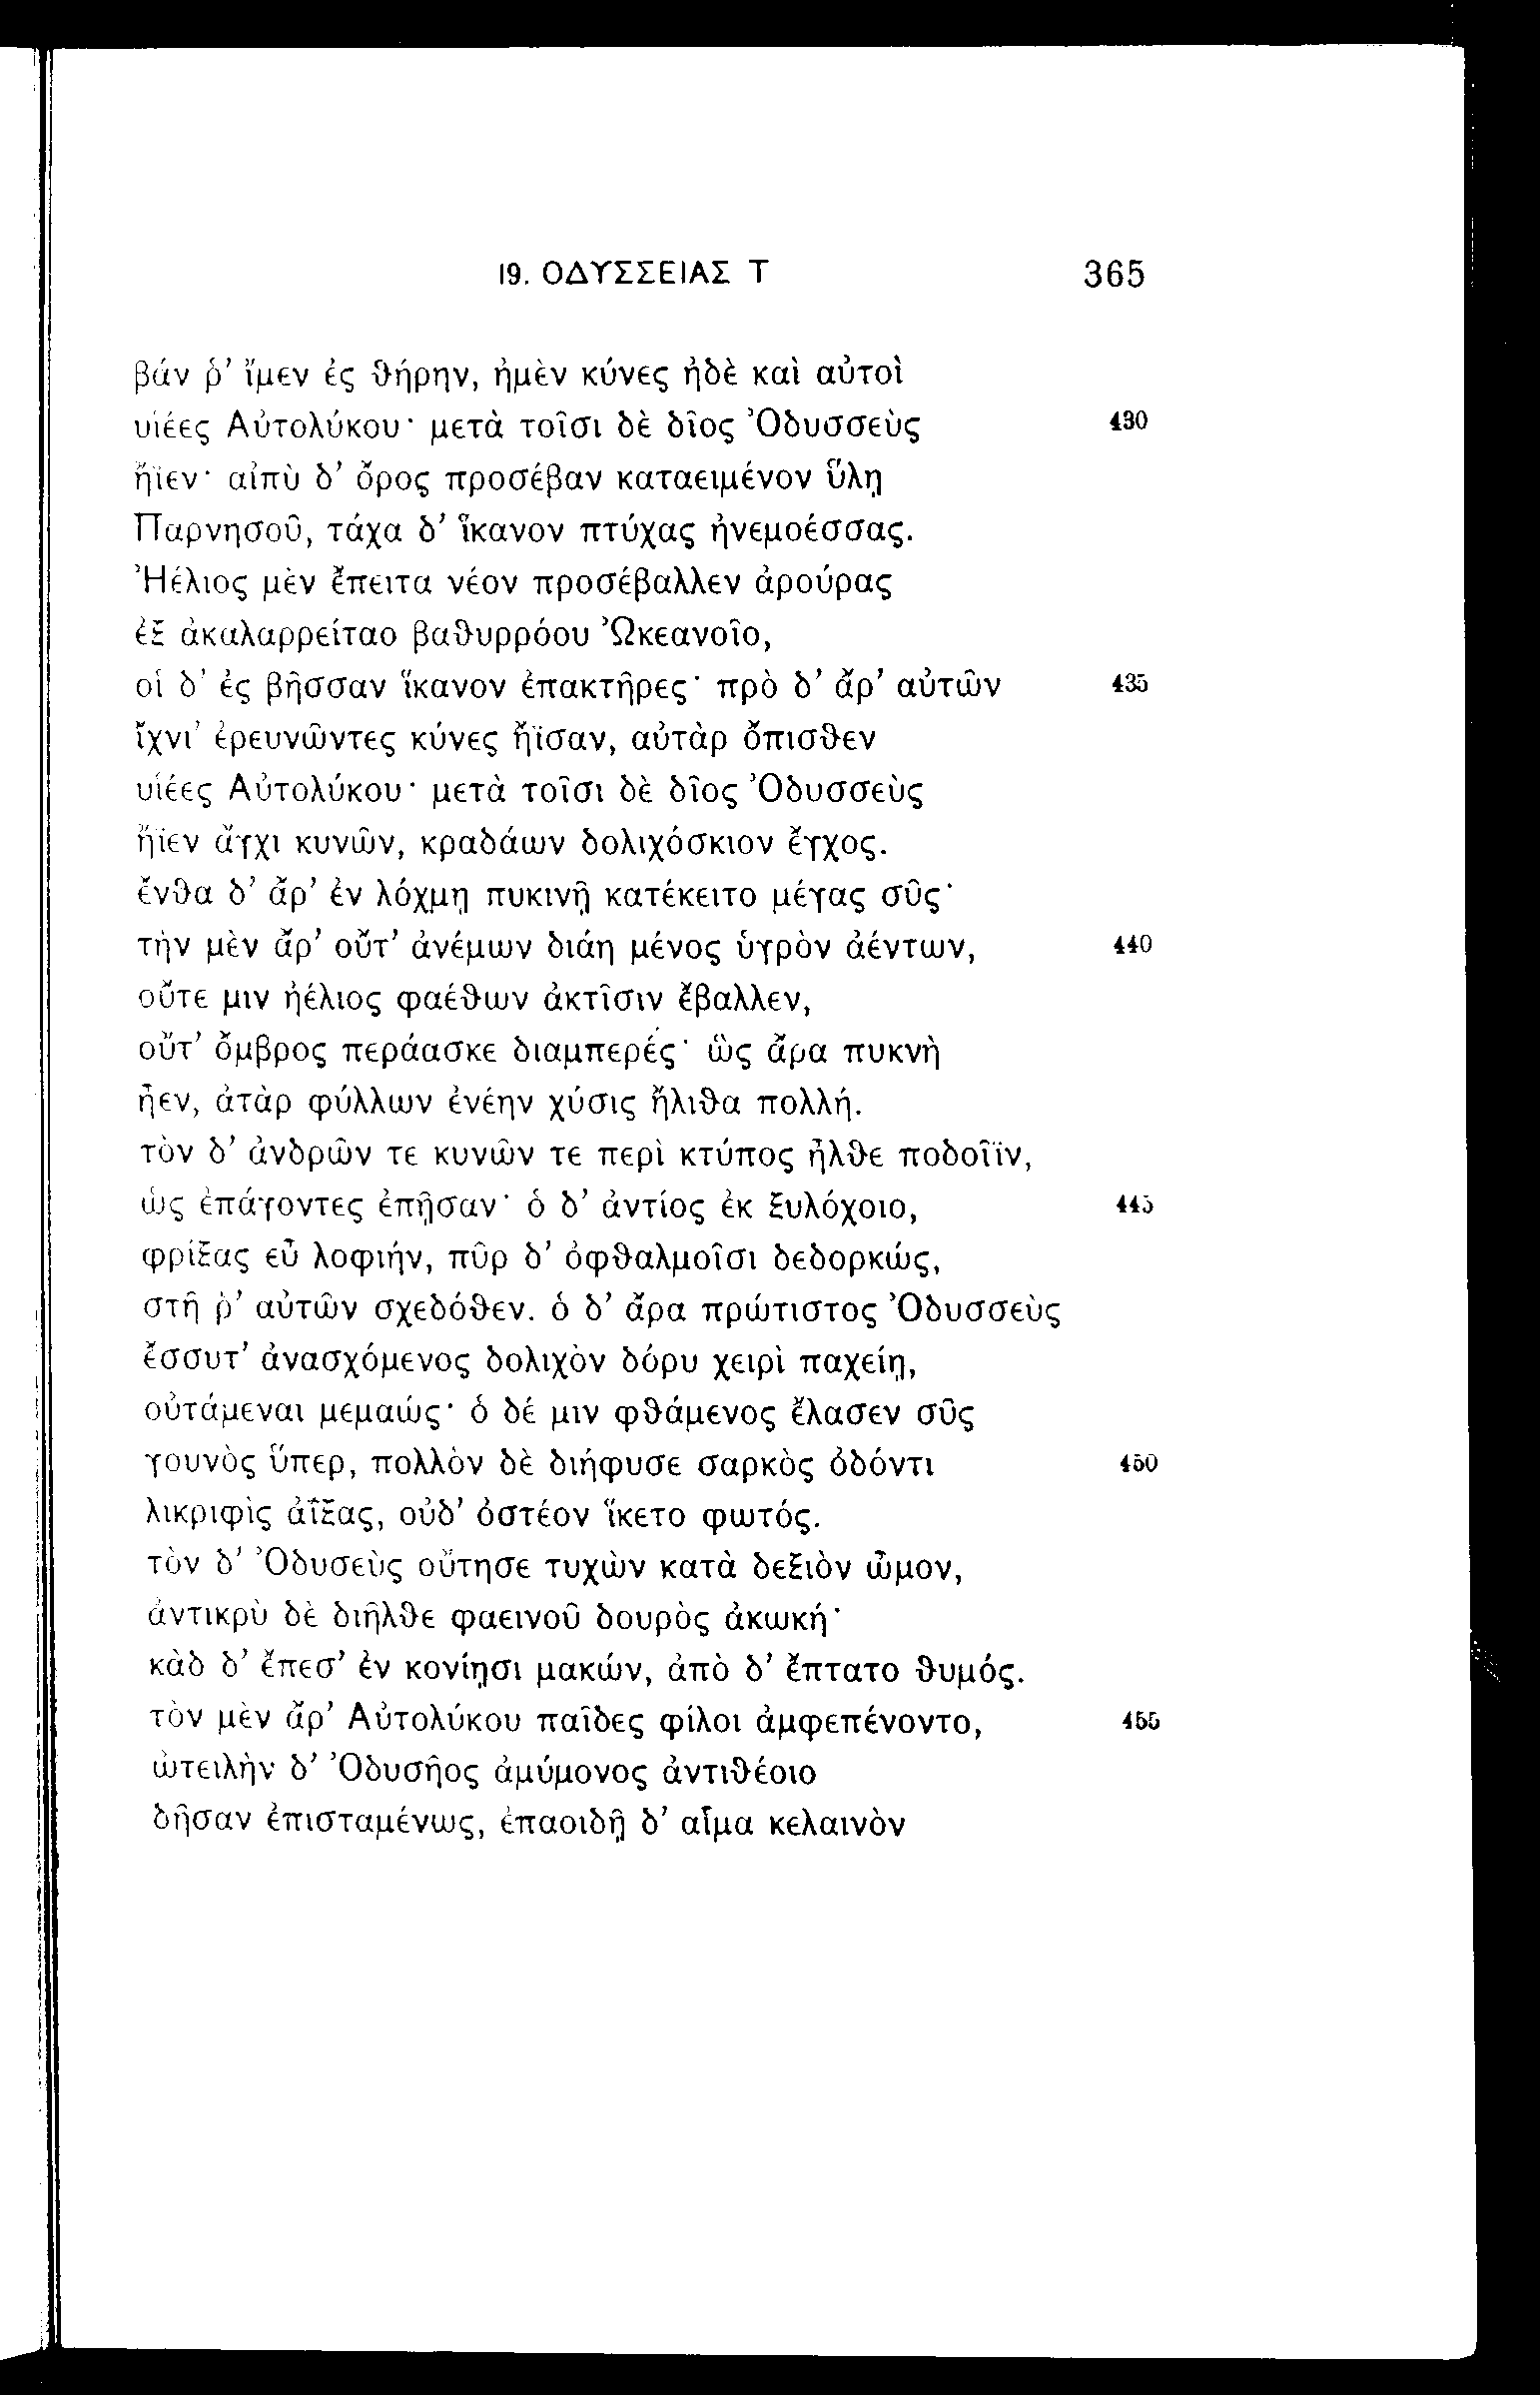 19. ΟΔΥΣΣΕΙΑΣ Τ 365
βάν ῥ’ ἴμεν ἐς θήρην, ἠμὲν κύνες ἠδὲ καὶ αὐτοὶ
υἱέες Αὐτολύκου· μετὰ τοῖσι δὲ δῖος Ὀδυσσεὺς 430
ἤϊεν· αἰπὺ δ’ ὄρος προσέβαν καταειμένον ὕλῃ
Παρνησοῦ, τάχα δ’ ἵκανον πτύχας ἠνεμοέσσας.
Ἠέλιος μὲν ἔπειτα νέον προσέβαλλεν ἀρούρας
ἐξ ἀκαλαρρείταο βαθυρρόου Ὠκεανοῖο,
οἱ δ’ ἐς βῆσσαν ἵκανον ἐπακτῆρες· πρὸ δ’ ἄρ’ αὐτῶν 435
ἴχνι’ ἐρευνῶντες κύνες ἤϊσαν, αὐτὰρ ὄπισθεν
υἱέες Αὐτολύκου· μετὰ τοῖσι δὲ δῖος Ὀδυσσεὺς
ἤϊεν ἄγχι κυνῶν, κραδάων δολιχόσκιον ἔγχος.
ἔνθα δ’ ἄρ’ ἐν λόχμῃ πυκινῇ κατέκειτο μέγας σῦς·
τὴν μὲν ἄρ’ οὔτ’ ἀνέμων διάη μένος ὑγρὸν ἀέντων, 440
οὔτε μιν ἠέλιος φαέθων ἀκτῖσιν ἔβαλλεν,
οὔτ’ ὄμβρος περάασκε διαμπερές· ὣς ἄρα πυκνὴ
ἦεν, ἀτὰρ φύλλων ἐνέην χύσις ἤλιθα πολλή.
τὸν δ’ ἀνδρῶν τε κυνῶν τε περὶ κτύπος ἦλθε ποδοῖϊν,
ὡς ἐπάγοντες ἐπῇσαν· ὁ δ’ ἀντίος ἐκ ξυλόχοιο, 445
φρίξας εὖ λοφιήν, πῦρ δ’ ὀφθαλμοῖσι δεδορκώς,
στῆ ῥ’ αὐτῶν σχεδόθεν. ὁ δ’ ἄρα πρώτιστος Ὀδυσσεὺς
ἔσσυτ’ ἀνασχόμενος δολιχὸν δόρυ χειρὶ παχείῃ,
οὐτάμεναι μεμαώς· ὁ δέ μιν φθάμενος ἔλασεν σῦς
γουνὸς ὕπερ, πολλὸν δὲ διήφυσε σαρκὸς ὀδόντι 450
λικριφὶς ἀΐξας, οὐδ’ ὀστέον ἵκετο φωτός.
τὸν δ’ Ὀδυσεὺς οὔτησε τυχὼν κατὰ δεξιὸν ὦμον,
ἀντικρὺ δὲ διῆλθε φαεινοῦ δουρὸς ἀκωκή·
κὰδ δ’ ἔπεσ’ ἐν κονίῃσι μακών, ἀπὸ δ’ ἔπτατο θυμός.
τὸν μὲν ἄρ’ Αὐτολύκου παῖδες φίλοι ἀμφεπένοντο, 455
ὠτειλὴν δ’ Ὀδυσῆος ἀμύμονος ἀντιθέοιο
δῆσαν ἐπισταμένως, ἐπαοιδῇ δ’ αἷμα κελαινὸν